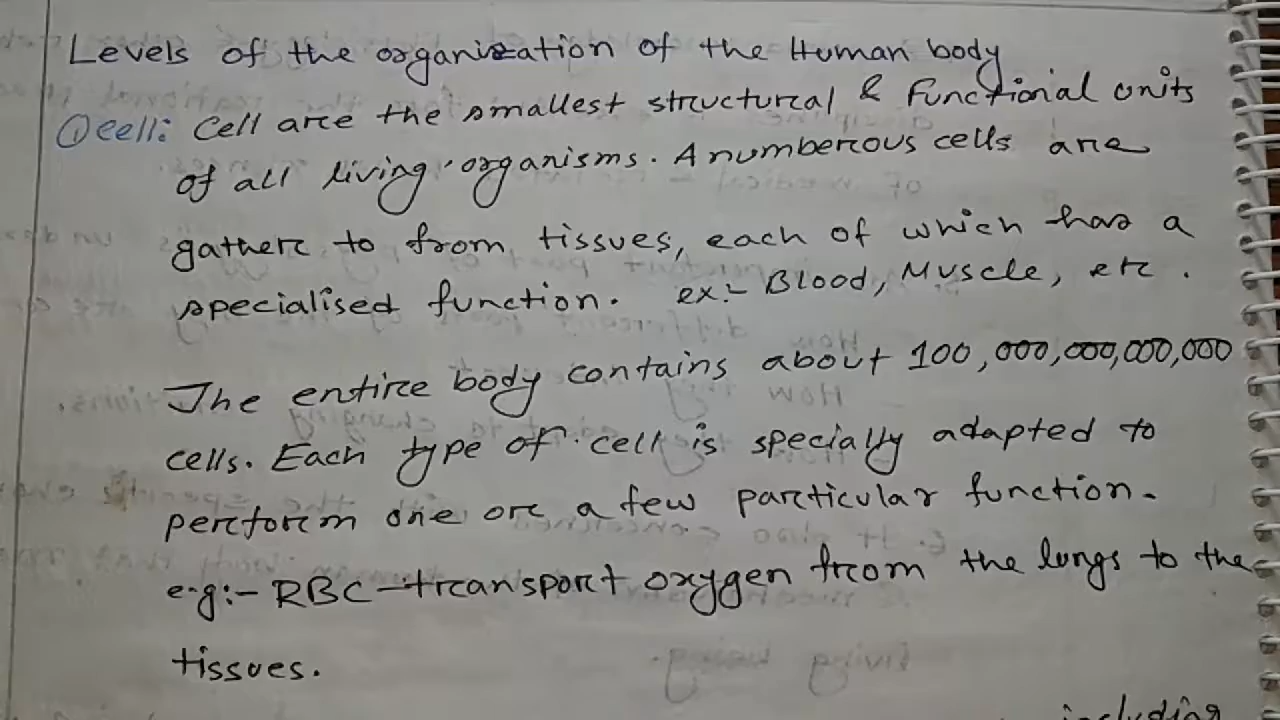 Levels of the organization of the Human body
① Cell: Cell are the smallest structural & Functional units
of all living organisms. A numberous cells are
gather to from tissues, each of which has a
specialised function. ex:- Blood, Muscle, etc.
The entire body contains about 100,000,000,000,000
cells. Each type of cell is specially adapted to
perform one or a few particular function.
e.g:- RBC - transport oxygen from the lungs to the
tissues.
including